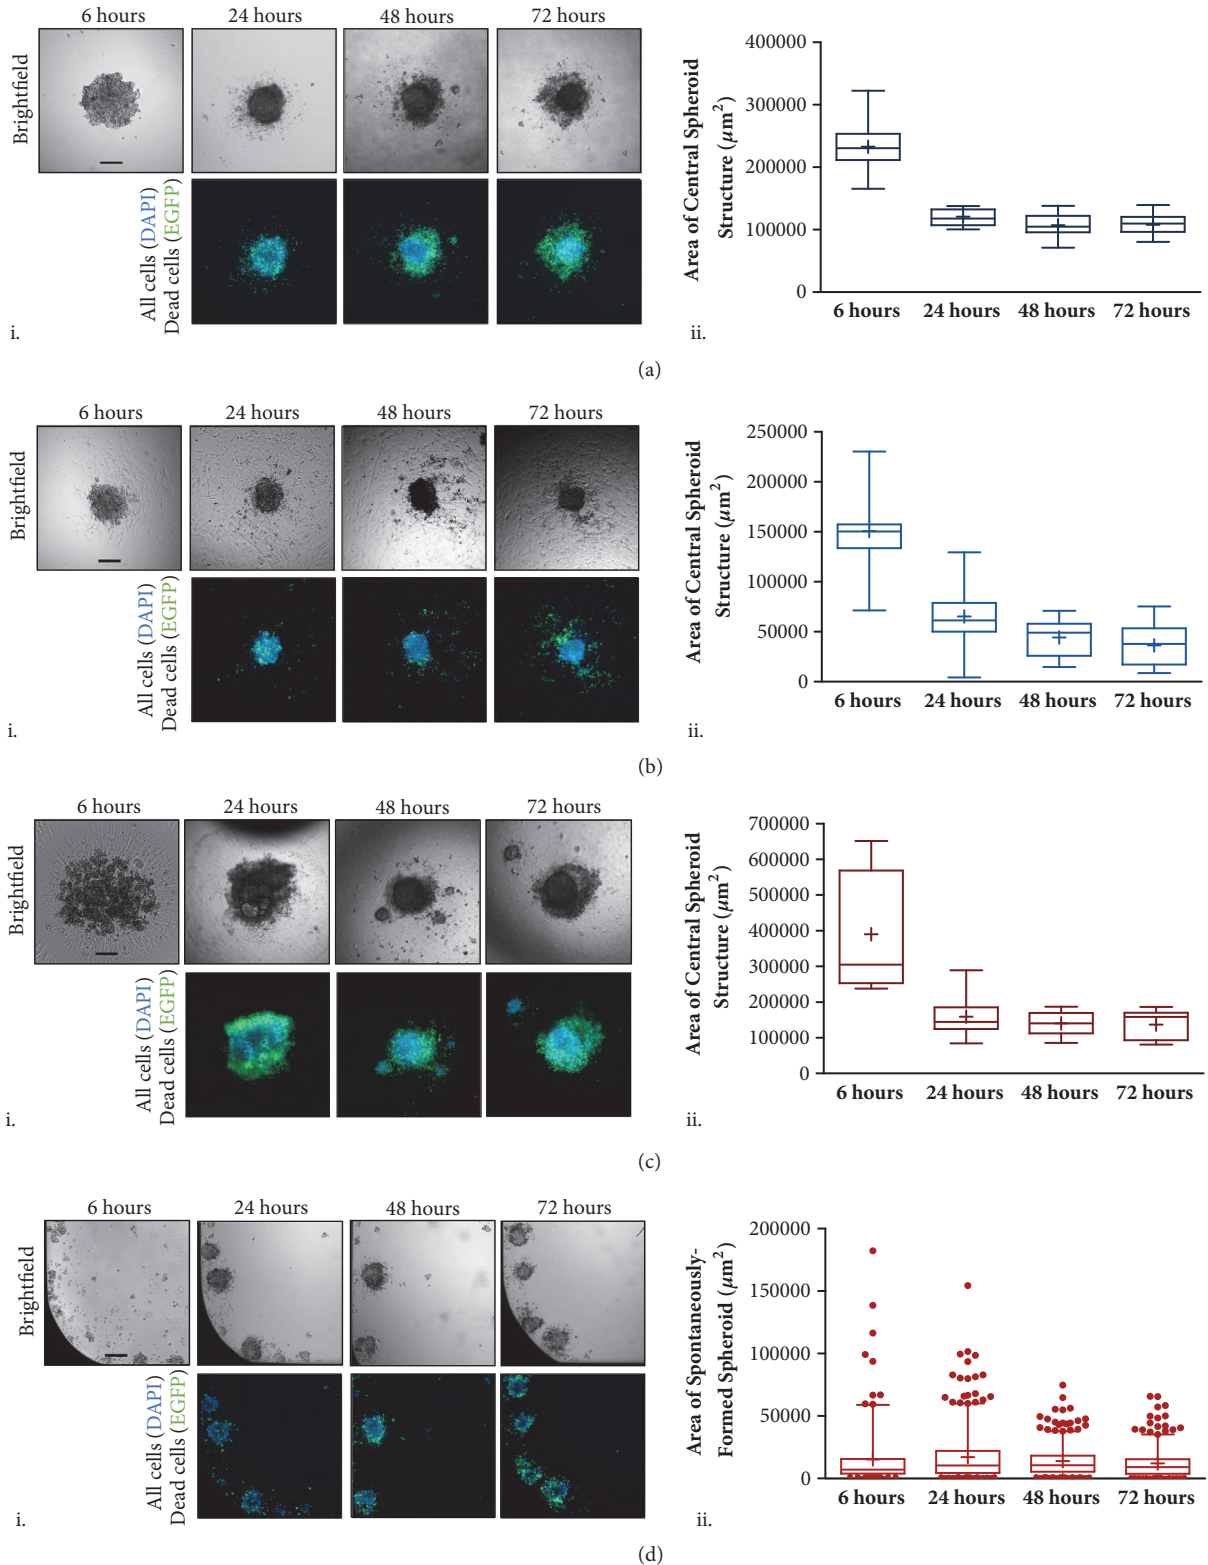 6 hours 24 hours 48 hours 72 hours
Brightfield
All cells (DAPI)
Dead cells (EGFP)
i.
Area of Central Spheroid
Structure (μm²)
400000
300000
200000
100000
0
6 hours 24 hours 48 hours 72 hours
ii.
(a)
6 hours 24 hours 48 hours 72 hours
Brightfield
All cells (DAPI)
Dead cells (EGFP)
i.
Area of Central Spheroid
Structure (μm²)
250000
200000
150000
100000
50000
0
6 hours 24 hours 48 hours 72 hours
ii.
(b)
6 hours 24 hours 48 hours 72 hours
Brightfield
All cells (DAPI)
Dead cells (EGFP)
i.
Area of Central Spheroid
Structure (μm²)
700000
600000
500000
400000
300000
200000
100000
0
6 hours 24 hours 48 hours 72 hours
ii.
(c)
6 hours 24 hours 48 hours 72 hours
Brightfield
All cells (DAPI)
Dead cells (EGFP)
i.
Area of Spontaneously-
Formed Spheroid (μm²)
200000
150000
100000
50000
0
6 hours 24 hours 48 hours 72 hours
ii.
(d)